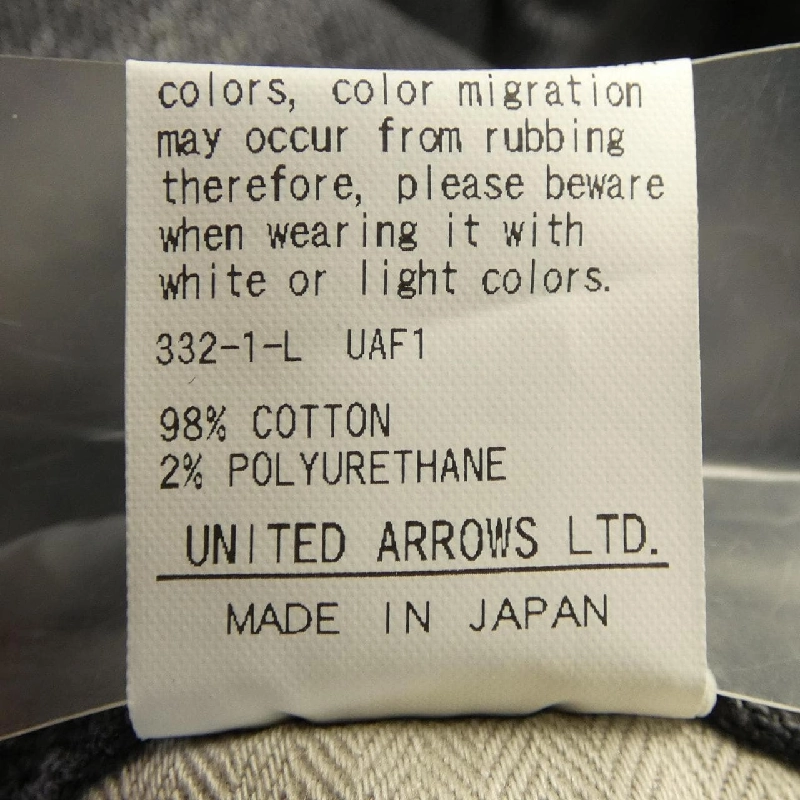 colors, color migration
may occur from rubbing
therefore, please beware
when wearing it with
white or light colors.
332-1-L UAF1
98% COTTON
2% POLYURETHANE
UNITED ARROWS LTD.
MADE IN JAPAN